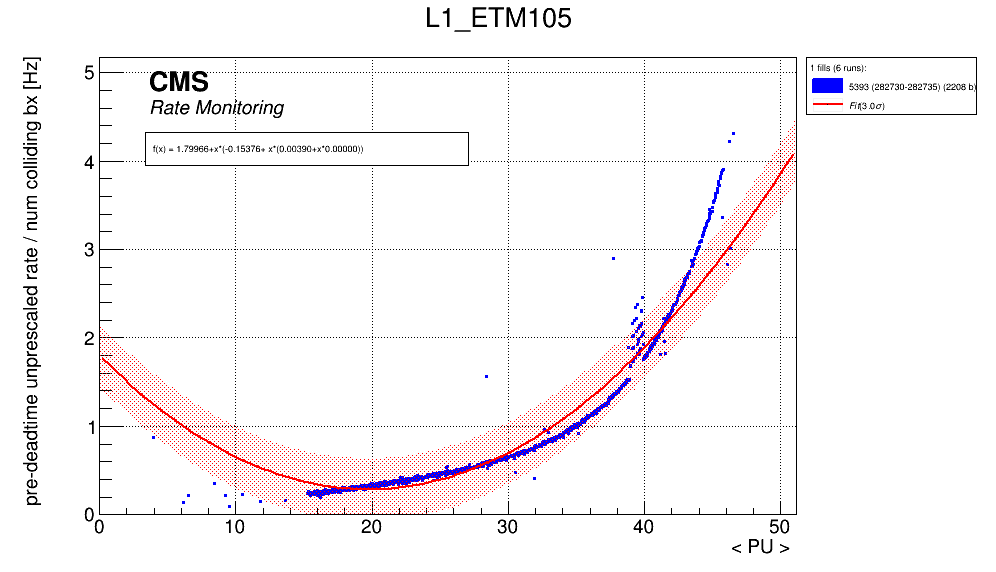 L1_ETM105
pre-deadtime unprescaled rate / num colliding bx [Hz]
CMS
Rate Monitoring
f(x) = 1.79966+x*(-0.15376+ x*(0.00390+x*0.00000))
5
4
3
2
1
0
0 10 20 30 40 50
< PU >
1 fills (6 runs):
5393 (282730-282735) (2208 b)
Fit(3.0σ)